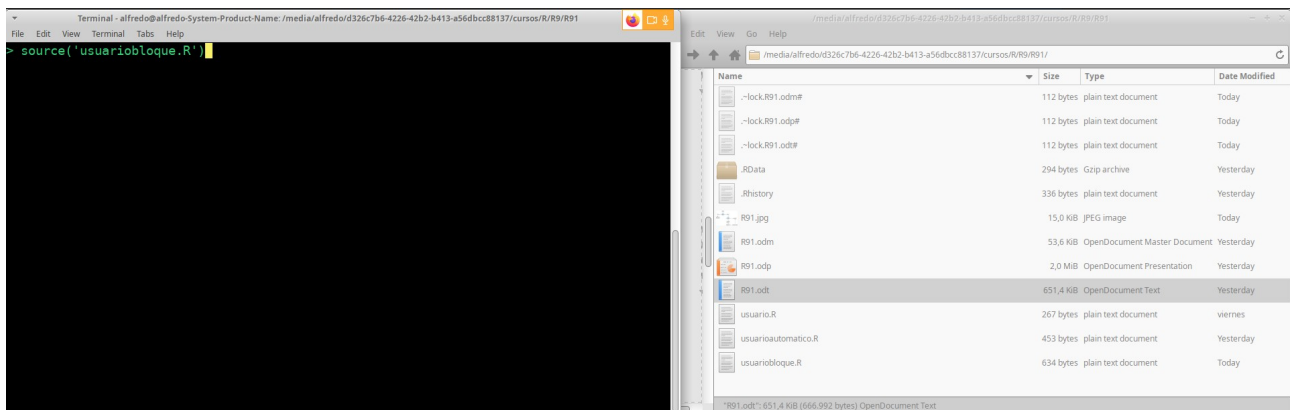 Terminal - alfredo@alfredo-System-Product-Name: /media/alfredo/d326c7b6-4226-42b2-b413-a56dbcc88137/cursos/R/R9/R91
File Edit View Terminal Tabs Help
> source('usuariobloque.R')
/media/alfredo/d326c7b6-4226-42b2-b413-a56dbcc88137/cursos/R/R9/R91
Edit View Go Help
/media/alfredo/d326c7b6-4226-42b2-b413-a56dbcc88137/cursos/R/R9/R91/
Name Size Type Date Modified
.~lock.R91.odm# 112 bytes plain text document Today
.~lock.R91.odp# 112 bytes plain text document Today
.~lock.R91.odt# 112 bytes plain text document Today
.RData 294 bytes Gzip archive Yesterday
.Rhistory 336 bytes plain text document Yesterday
R91.jpg 15,0 KiB JPEG image Today
R91.odm 53,6 KiB OpenDocument Master Document Yesterday
R91.odp 2,0 MiB OpenDocument Presentation Yesterday
R91.odt 651,4 KiB OpenDocument Text Yesterday
usuario.R 267 bytes plain text document viernes
usuarioautomatico.R 453 bytes plain text document Yesterday
usuariobloque.R 634 bytes plain text document Today
"R91.odt": 651,4 KiB (666.992 bytes) OpenDocument Text